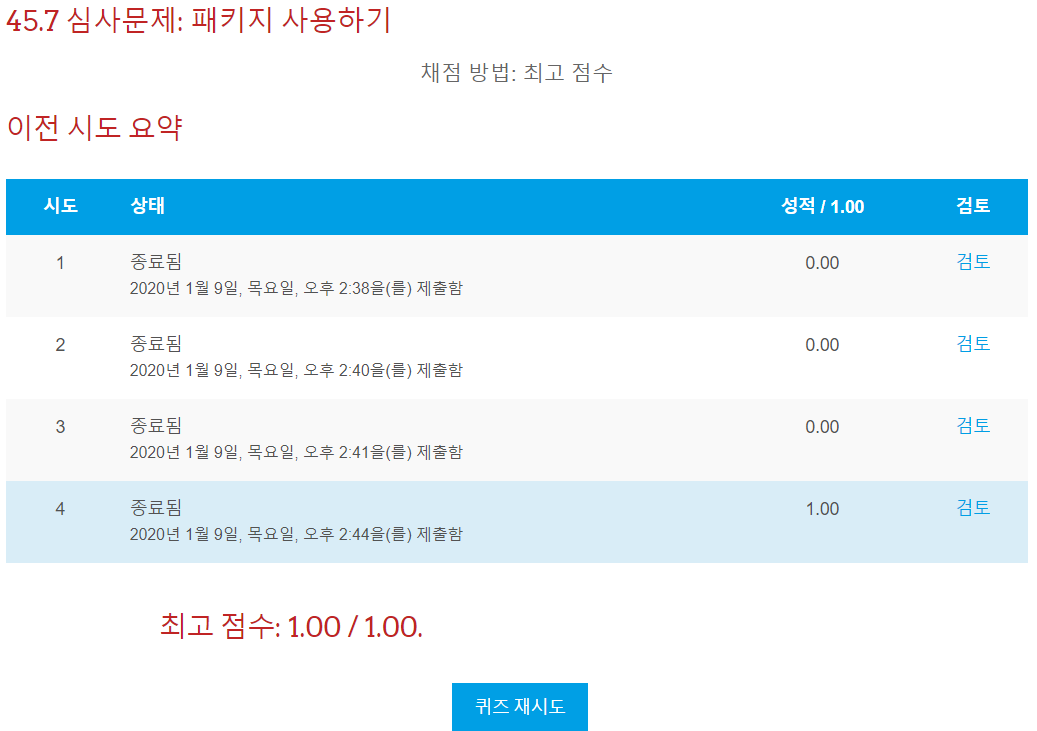 45.7 심사문제: 패키지 사용하기
채점 방법: 최고 점수
이전 시도 요약
시도 상태 성적 / 1.00 검토
1 종료됨 0.00 검토
2020년 1월 9일, 목요일, 오후 2:38을(를) 제출함
2 종료됨 0.00 검토
2020년 1월 9일, 목요일, 오후 2:40을(를) 제출함
3 종료됨 0.00 검토
2020년 1월 9일, 목요일, 오후 2:41을(를) 제출함
4 종료됨 1.00 검토
2020년 1월 9일, 목요일, 오후 2:44을(를) 제출함
최고 점수: 1.00 / 1.00.
퀴즈 재시도